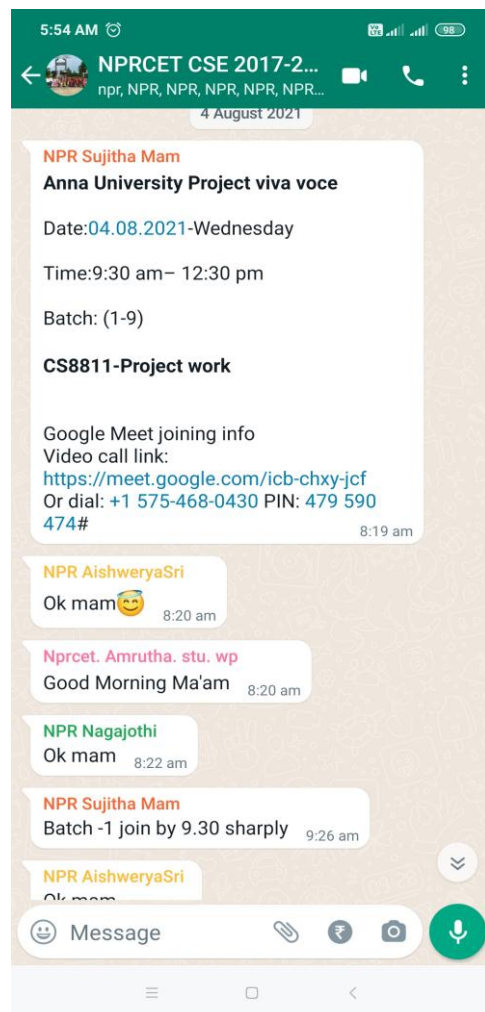 5:54 AM
Vo LTE 98
NPRCET CSE 2017-2...
npr, NPR, NPR, NPR, NPR, NPR...
4 August 2021
NPR Sujitha Mam
Anna University Project viva voce
Date:04.08.2021-Wednesday
Time:9:30 am– 12:30 pm
Batch: (1-9)
CS8811-Project work
Google Meet joining info
Video call link:
https://meet.google.com/icb-chxy-jcf
Or dial: +1 575-468-0430 PIN: 479 590
474#
8:19 am
NPR AishweryaSri
Ok mam😇
8:20 am
Nprcet. Amrutha. stu. wp
Good Morning Ma'am 8:20 am
NPR Nagajothi
Ok mam 8:22 am
NPR Sujitha Mam
Batch -1 join by 9.30 sharply 9:26 am
NPR AishweryaSri
Ok mam
Message ₹